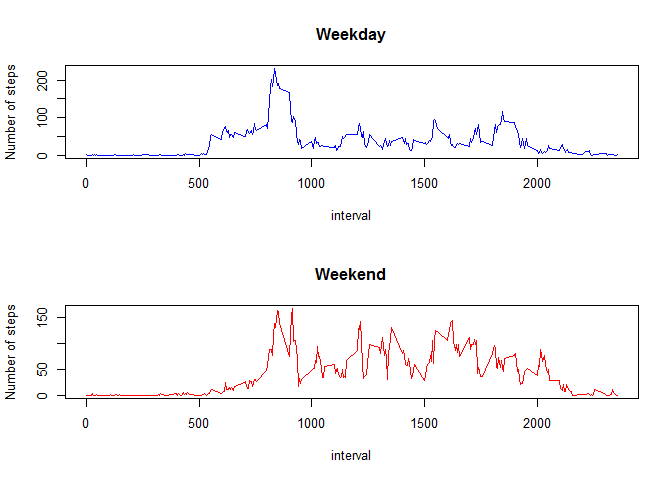 Weekday
Number of steps
200
100
0
0 500 1000 1500 2000
interval
Weekend
Number of steps
150
50
0
0 500 1000 1500 2000
interval